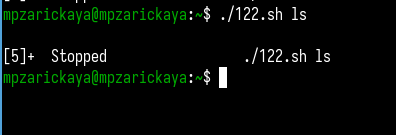 mpzarickaya@mpzarickaya:~$ ./122.sh ls
[5]+  Stopped                 ./122.sh ls
mpzarickaya@mpzarickaya:~$